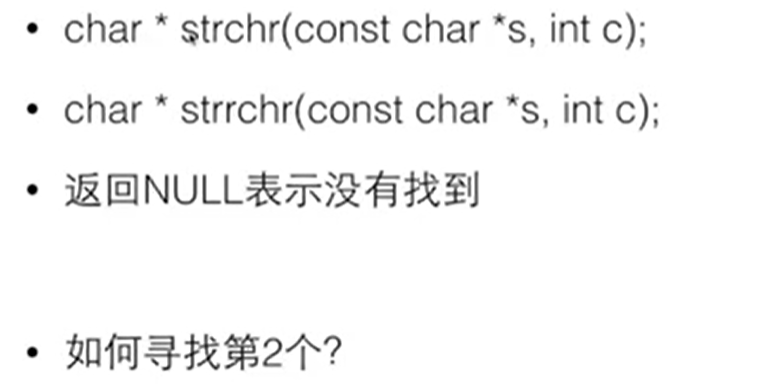 • char * strchr(const char *s, int c);
• char * strrchr(const char *s, int c);
• 返回NULL表示没有找到
• 如何寻找第2个?